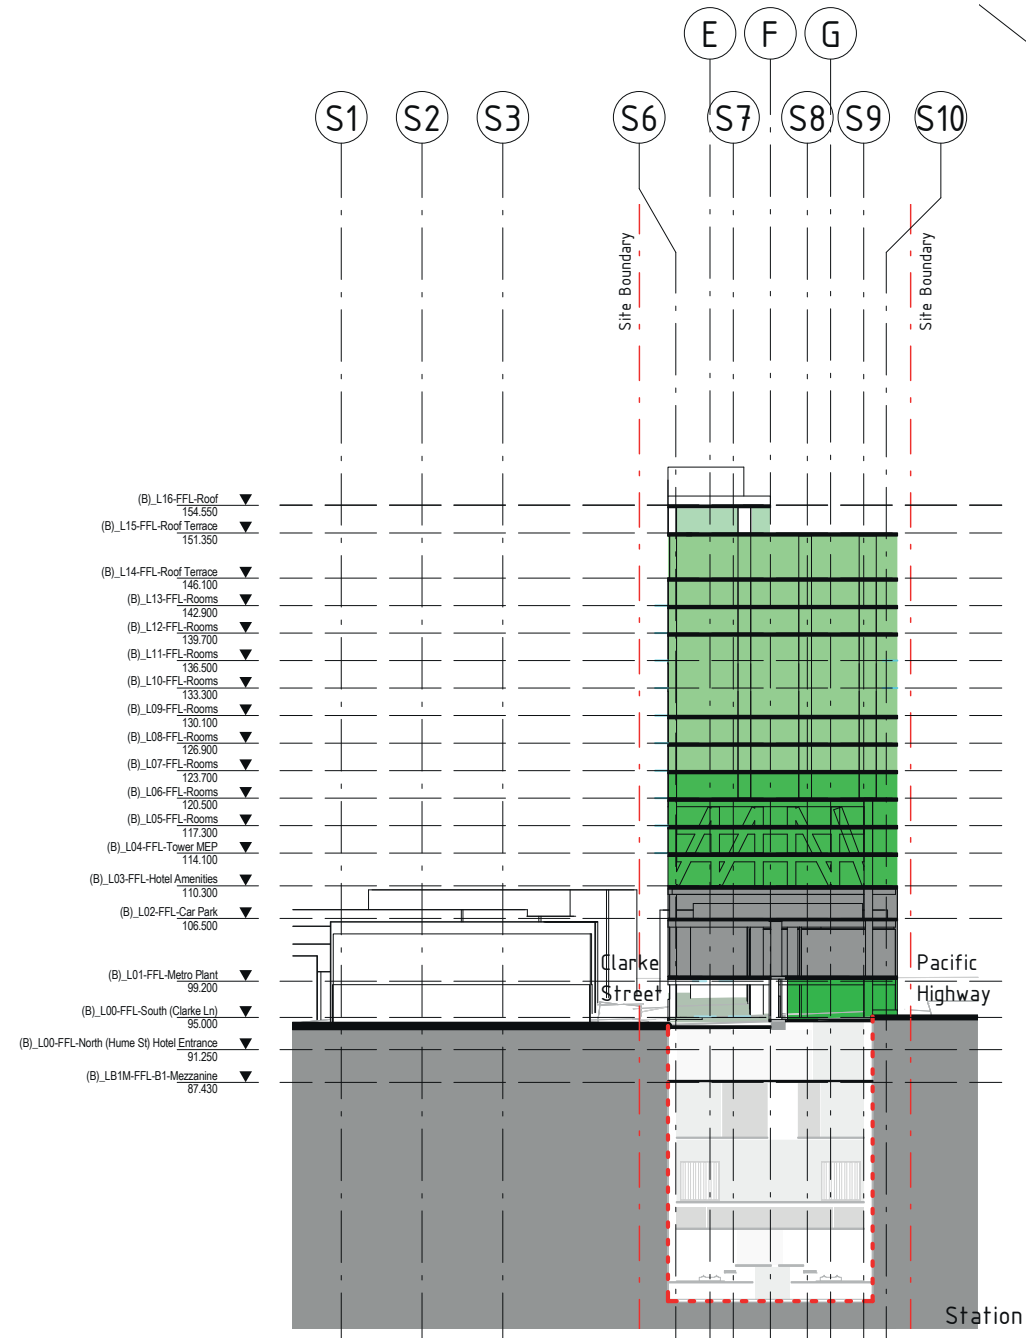 E F G
S1 S2 S3 S6 S7 S8 S9 S10
Site Boundary
Site Boundary
(B)_L16-FFL-Roof
154.550
(B)_L15-FFL-Roof Terrace
151.350
(B)_L14-FFL-Roof Terrace
146.100
(B)_L13-FFL-Rooms
142.900
(B)_L12-FFL-Rooms
139.700
(B)_L11-FFL-Rooms
136.500
(B)_L10-FFL-Rooms
133.300
(B)_L09-FFL-Rooms
130.100
(B)_L08-FFL-Rooms
126.900
(B)_L07-FFL-Rooms
123.700
(B)_L06-FFL-Rooms
120.500
(B)_L05-FFL-Rooms
117.300
(B)_L04-FFL-Tower MEP
114.100
(B)_L03-FFL-Hotel Amenities
110.300
(B)_L02-FFL-Car Park
106.500
Clarke
Street
Pacific
Highway
(B)_L01-FFL-Metro Plant
99.200
(B)_L00-FFL-South (Clarke Ln)
95.000
(B)_L00-FFL-North (Hume St) Hotel Entrance
91.250
(B)_LB1M-FFL-B1-Mezzanine
87.430
Station